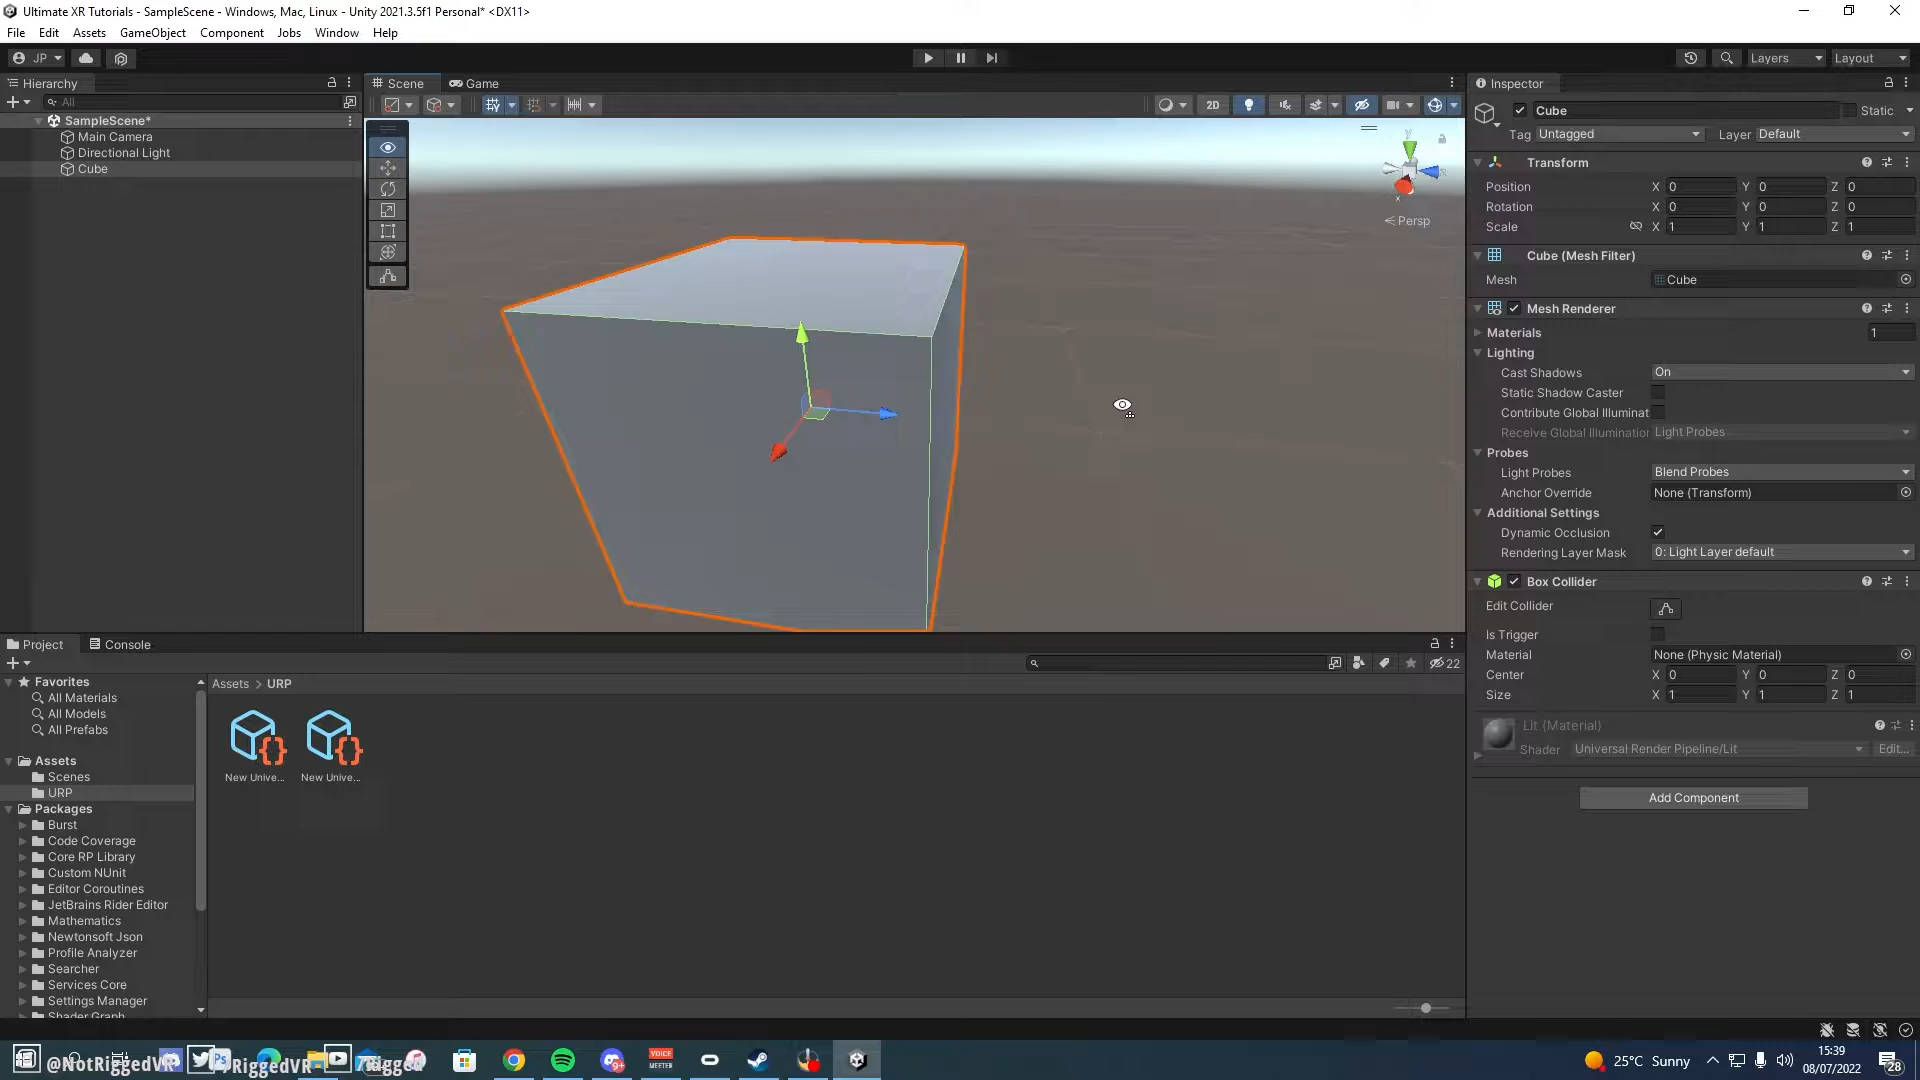 Ultimate XR Tutorials - SampleScene - Windows, Mac, Linux - Unity 2021.3.5f1 Personal* <DX11>
File Edit Assets GameObject Component Jobs Window Help
JP Layers Layout
Hierarchy
All
SampleScene*
Main Camera
Directional Light
Cube
Scene Game
2D
y
x
Persp
Inspector
Cube Static
Tag Untagged Layer Default
Transform
Position X 0 Y 0 Z 0
Rotation X 0 Y 0 Z 0
Scale X 1 Y 1 Z 1
Cube (Mesh Filter)
Mesh Cube
Mesh Renderer
Materials 1
Lighting
Cast Shadows On
Static Shadow Caster
Contribute Global Illuminat
Receive Global Illumination Light Probes
Probes
Light Probes Blend Probes
Anchor Override None (Transform)
Additional Settings
Dynamic Occlusion
Rendering Layer Mask 0: Light Layer default
Box Collider
Edit Collider
Is Trigger
Material None (Physic Material)
Center X 0 Y 0 Z 0
Size X 1 Y 1 Z 1
Lit (Material)
Shader Universal Render Pipeline/Lit Edit...
Add Component
Project Console
22
Favorites
All Materials
All Models
All Prefabs
Assets
Scenes
URP
Packages
Burst
Code Coverage
Core RP Library
Custom NUnit
Editor Coroutines
JetBrains Rider Editor
Mathematics
Newtonsoft Json
Profile Analyzer
Searcher
Services Core
Settings Manager
Shader Graph
Assets > URP
New Unive... New Unive...
@NotRiggedVR /RiggedVR /Rigged
Ps
VOICE
MEETER
9+
25°C Sunny
15:39
08/07/2022
28